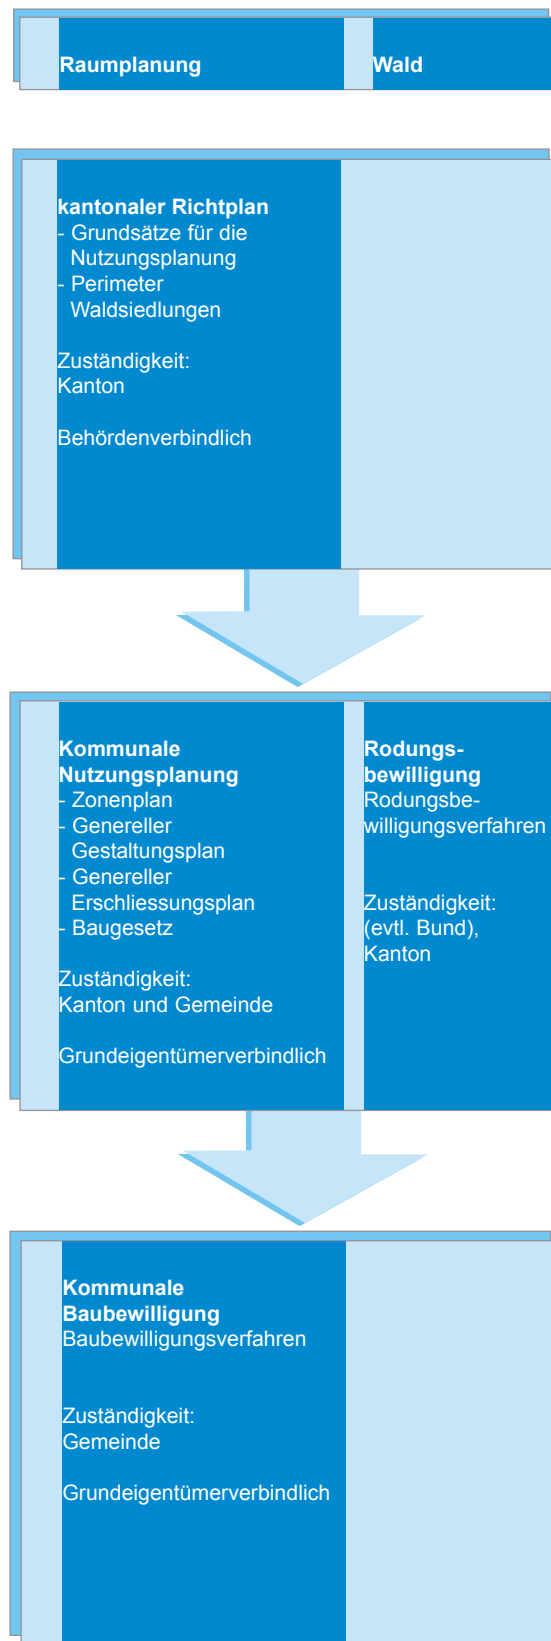 Raumplanung
Wald
kantonaler Richtplan
- Grundsätze für die
Nutzungsplanung
- Perimeter
Waldsiedlungen
Zuständigkeit:
Kanton
Behördenverbindlich
Kommunale
Nutzungsplanung
- Zonenplan
- Genereller
Gestaltungsplan
- Genereller
Erschliessungsplan
- Baugesetz
Zuständigkeit:
Kanton und Gemeinde
Grundeigentümerverbindlich
Rodungs-
bewilligung
Rodungsbe-
willigungsverfahren
Zuständigkeit:
(evtl. Bund),
Kanton
Kommunale
Baubewilligung
Baubewilligungsverfahren
Zuständigkeit:
Gemeinde
Grundeigentümerverbindlich